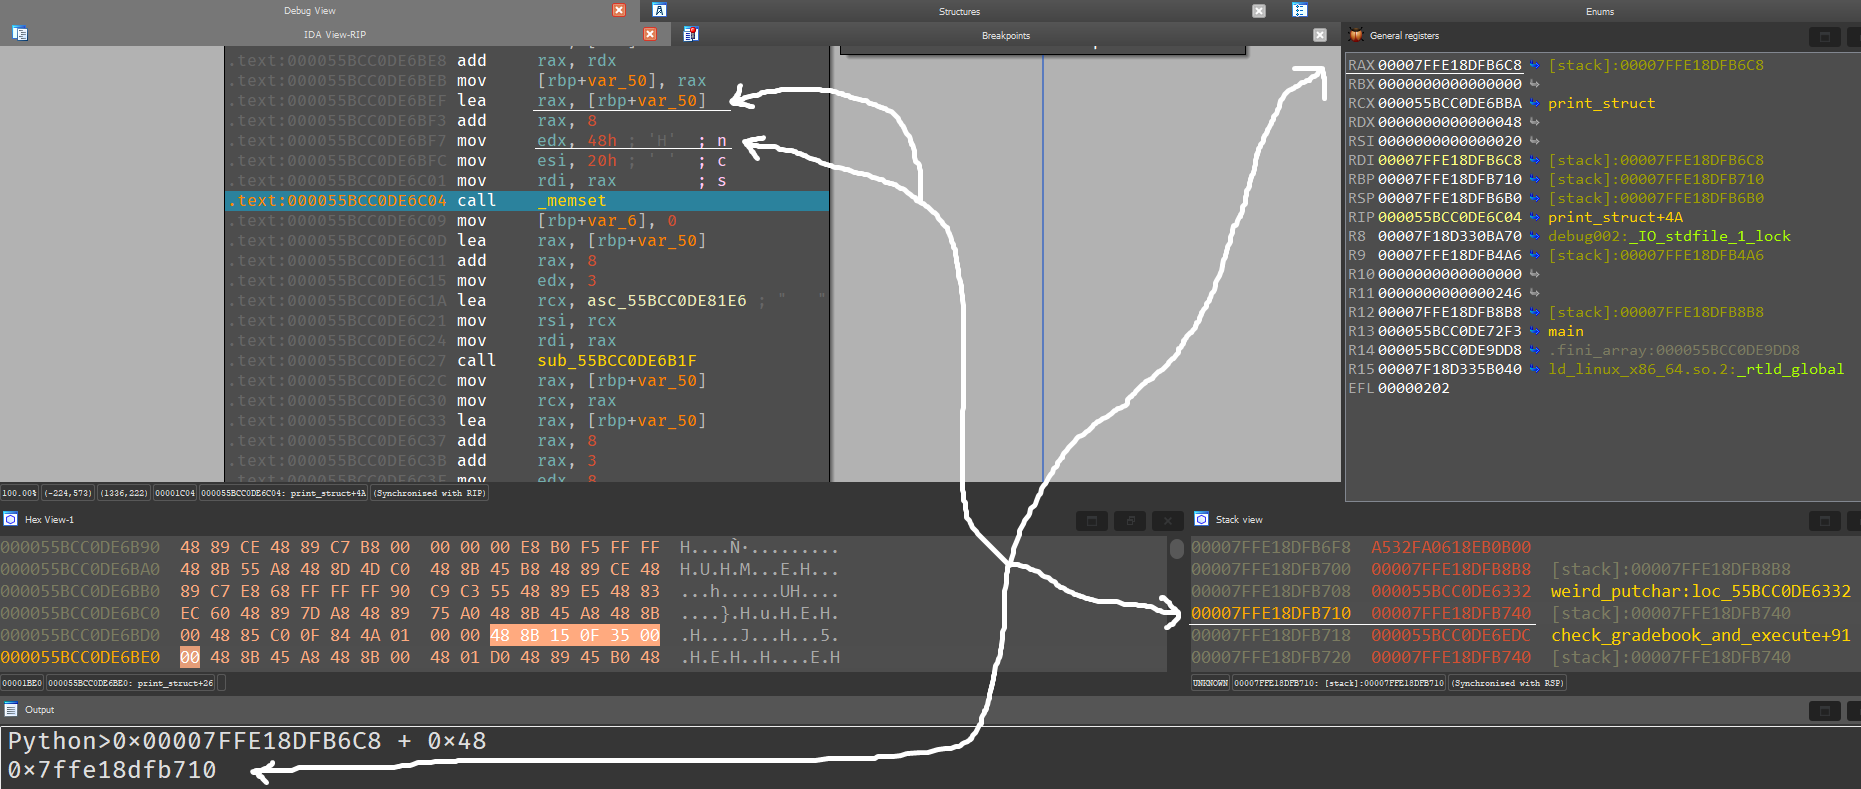 Debug View
Structures
Enums
IDA View-RIP
Breakpoints
General registers
.text:000055BCC0DE6BE8 add rax, rdx
.text:000055BCC0DE6BEB mov [rbp+var_50], rax
.text:000055BCC0DE6BEF lea rax, [rbp+var_50]
.text:000055BCC0DE6BF3 add rax, 8
.text:000055BCC0DE6BF7 mov edx, 48h ; 'H' ; n
.text:000055BCC0DE6BFC mov esi, 20h ; ' ' ; c
.text:000055BCC0DE6C01 mov rdi, rax ; s
.text:000055BCC0DE6C04 call _memset
.text:000055BCC0DE6C09 mov [rbp+var_6], 0
.text:000055BCC0DE6C0D lea rax, [rbp+var_50]
.text:000055BCC0DE6C11 add rax, 8
.text:000055BCC0DE6C15 mov edx, 3
.text:000055BCC0DE6C1A lea rcx, asc_55BCC0DE81E6 ; " "
.text:000055BCC0DE6C21 mov rsi, rcx
.text:000055BCC0DE6C24 mov rdi, rax
.text:000055BCC0DE6C27 call sub_55BCC0DE6B1F
.text:000055BCC0DE6C2C mov rax, [rbp+var_50]
.text:000055BCC0DE6C30 mov rcx, rax
.text:000055BCC0DE6C33 lea rax, [rbp+var_50]
.text:000055BCC0DE6C37 add rax, 8
.text:000055BCC0DE6C3B add rax, 3
.text:000055BCC0DE6C3F mov edx, 8
100.00% (-224,573) (1336,222) 00001C04 000055BCC0DE6C04: print_struct+4A (Synchronised with RIP)
RAX 00007FFE18DFB6C8 [stack]:00007FFE18DFB6C8
RBX 0000000000000000
RCX 000055BCC0DE6BBA print_struct
RDX 0000000000000048
RSI 0000000000000020
RDI 00007FFE18DFB6C8 [stack]:00007FFE18DFB6C8
RBP 00007FFE18DFB710 [stack]:00007FFE18DFB710
RSP 00007FFE18DFB6B0 [stack]:00007FFE18DFB6B0
RIP 000055BCC0DE6C04 print_struct+4A
R8 00007F18D330BA70 debug002:_IO_stdfile_1_lock
R9 00007FFE18DFB4A6 [stack]:00007FFE18DFB4A6
R10 0000000000000000
R11 0000000000000246
R12 00007FFE18DFB8B8 [stack]:00007FFE18DFB8B8
R13 000055BCC0DE72F3 main
R14 000055BCC0DE9DD8 .fini_array:000055BCC0DE9DD8
R15 00007F18D335B040 ld_linux_x86_64.so.2:_rtld_global
EFL 00000202
Hex View-1
000055BCC0DE6B90 48 89 CE 48 89 C7 B8 00 00 00 00 E8 B0 F5 FF FF H....Ñ·.........
000055BCC0DE6BA0 48 8B 55 A8 48 8D 4D C0 48 8B 45 B8 48 89 CE 48 H.U.H.M...E.H...
000055BCC0DE6BB0 89 C7 E8 68 FF FF FF 90 C9 C3 55 48 89 E5 48 83 ...h......UH....
000055BCC0DE6BC0 EC 60 48 89 7D A8 48 89 75 A0 48 8B 45 A8 48 8B ....}.H.u.H.E.H.
000055BCC0DE6BD0 00 48 85 C0 0F 84 4A 01 00 00 48 8B 15 0F 35 00 .H....J...H...5.
000055BCC0DE6BE0 00 48 8B 45 A8 48 8B 00 48 01 D0 48 89 45 B0 48 .H.E.H..H....E.H
00001BE0 000055BCC0DE6BE0: print_struct+26
Stack view
00007FFE18DFB6F8 A532FA0618EB0B00
00007FFE18DFB700 00007FFE18DFB8B8 [stack]:00007FFE18DFB8B8
00007FFE18DFB708 000055BCC0DE6332 weird_putchar:loc_55BCC0DE6332
00007FFE18DFB710 00007FFE18DFB740 [stack]:00007FFE18DFB740
00007FFE18DFB718 000055BCC0DE6EDC check_gradebook_and_execute+91
00007FFE18DFB720 00007FFE18DFB740 [stack]:00007FFE18DFB740
UNKNOWN 00007FFE18DFB710: [stack]:00007FFE18DFB710 (Synchronised with RSP)
Output
Python>0×00007FFE18DFB6C8 + 0×48
0×7ffe18dfb710